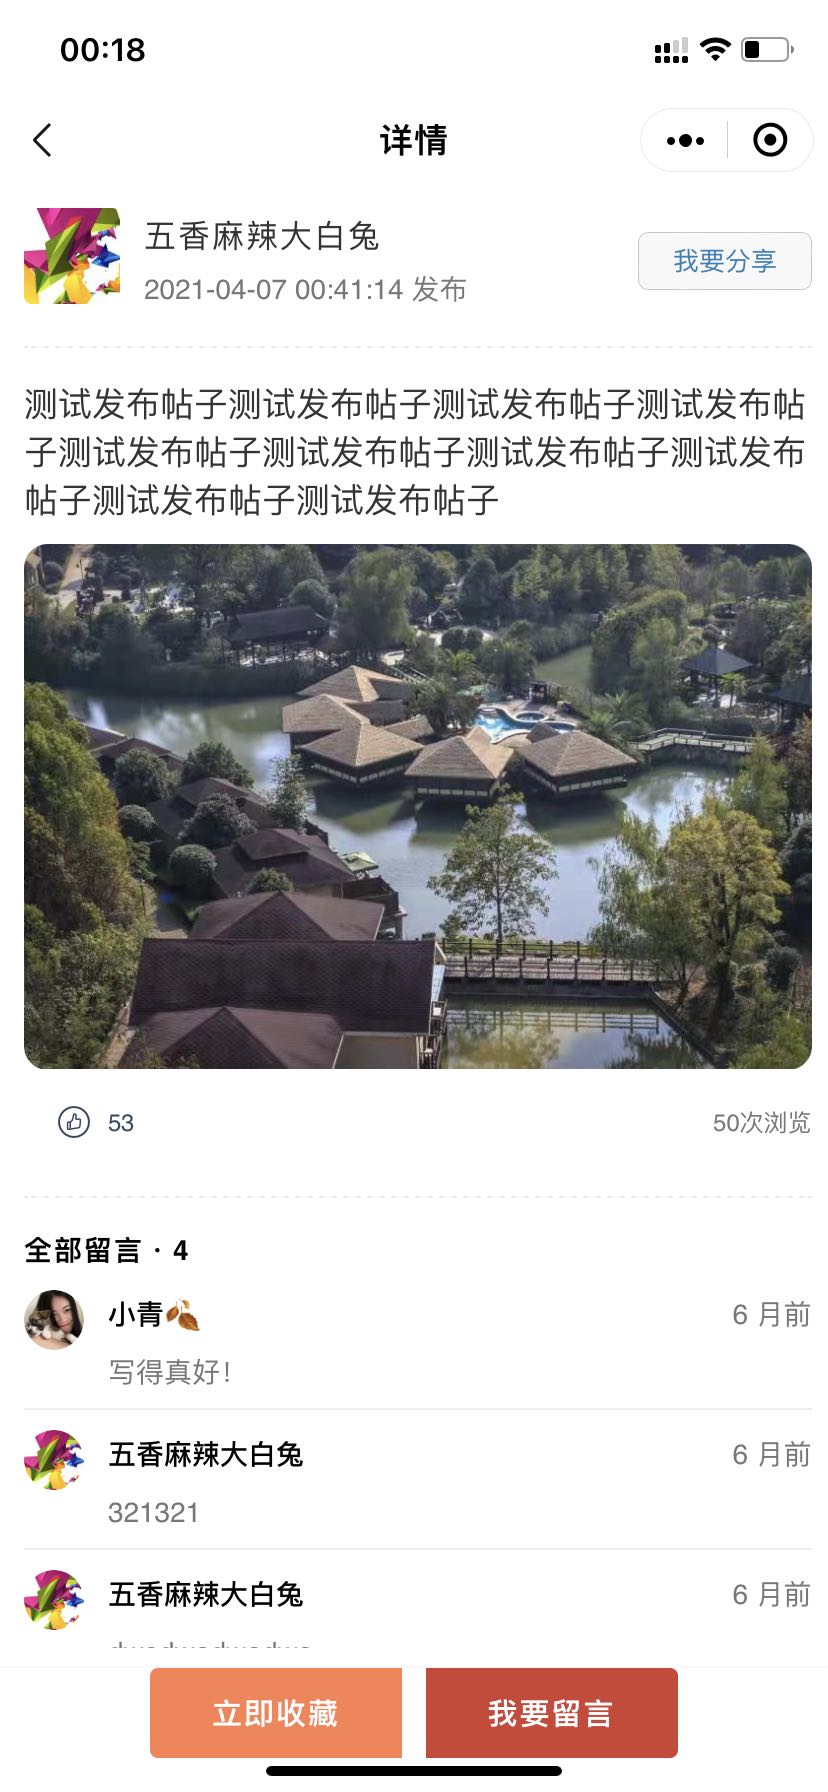 00:18
详情
五香麻辣大白兔
2021-04-07 00:41:14 发布
我要分享
测试发布帖子测试发布帖子测试发布帖子测试发布帖
子测试发布帖子测试发布帖子测试发布帖子测试发布
帖子测试发布帖子测试发布帖子
53
50次浏览
全部留言 · 4
小青🍂
6 月前
写得真好!
五香麻辣大白兔
6 月前
321321
五香麻辣大白兔
6 月前
立即收藏
我要留言